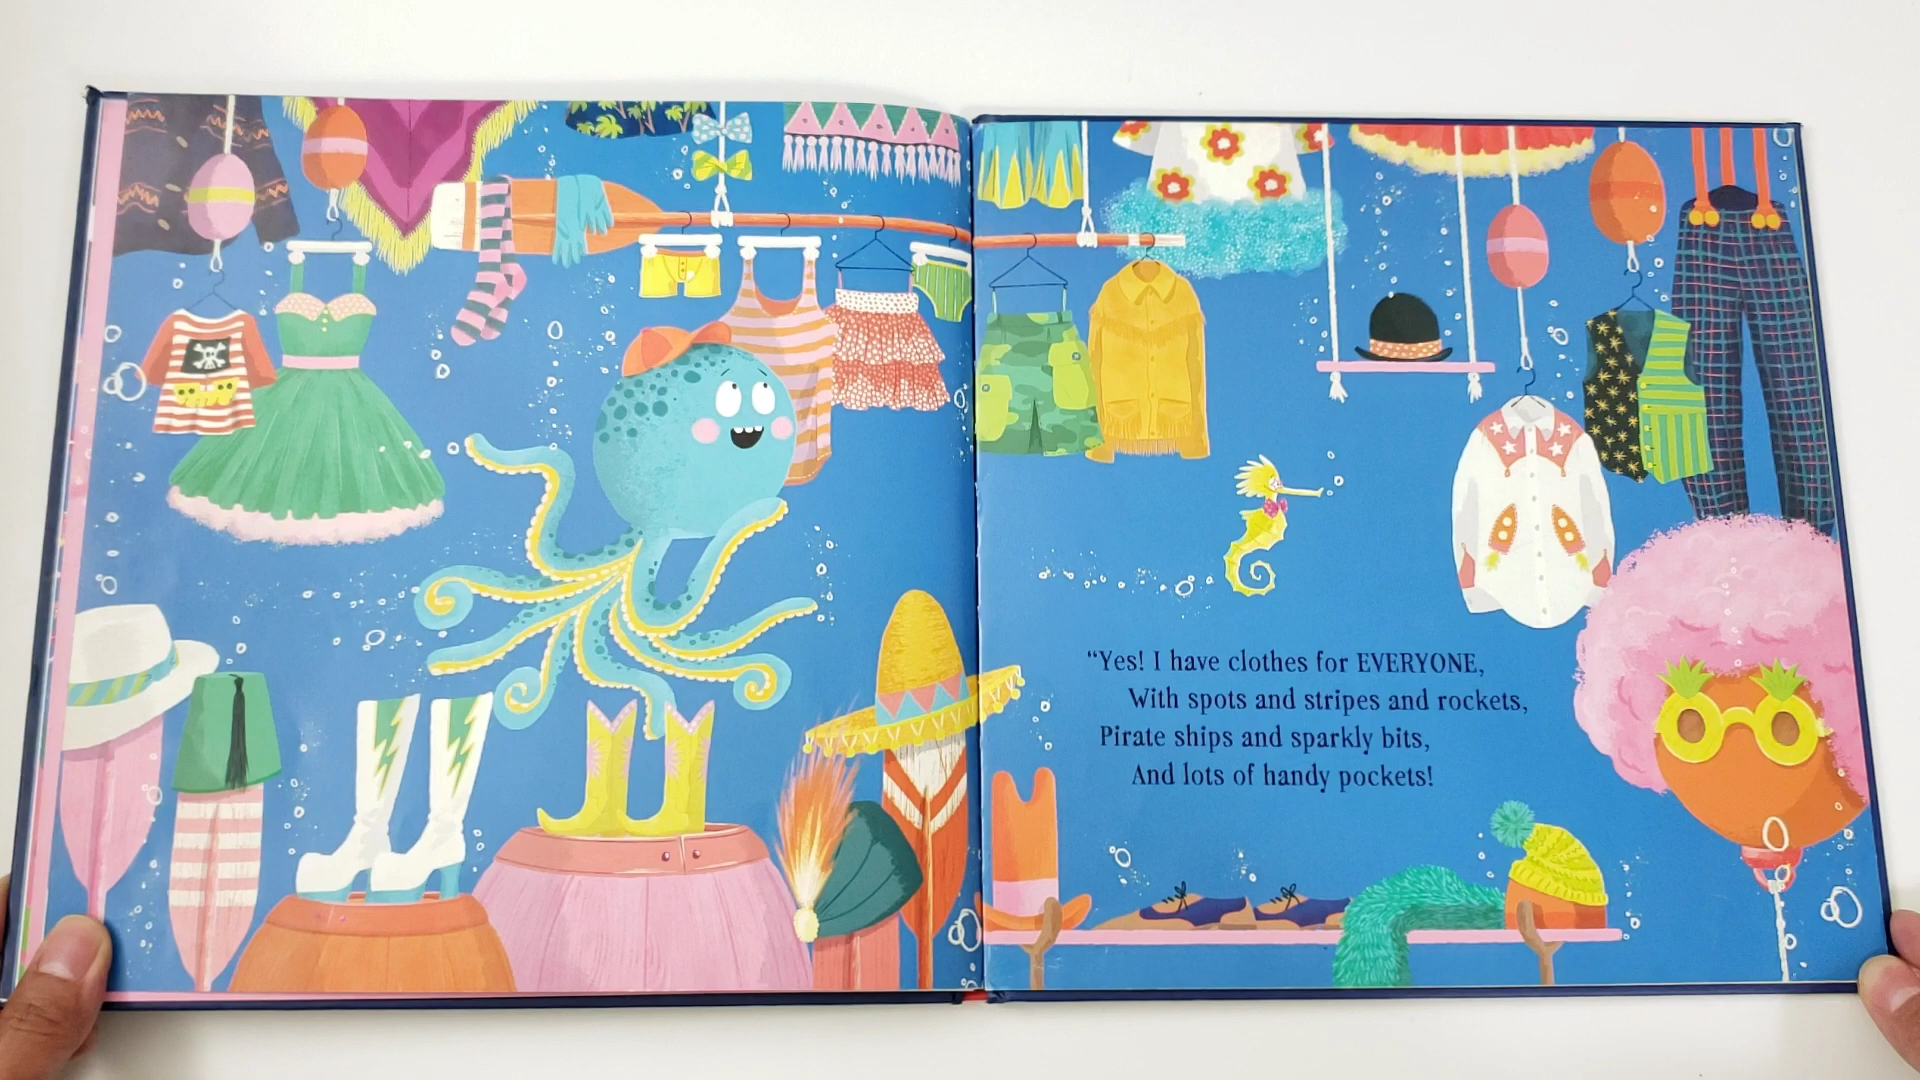 “Yes! I have clothes for EVERYONE,
With spots and stripes and rockets,
Pirate ships and sparkly bits,
And lots of handy pockets!